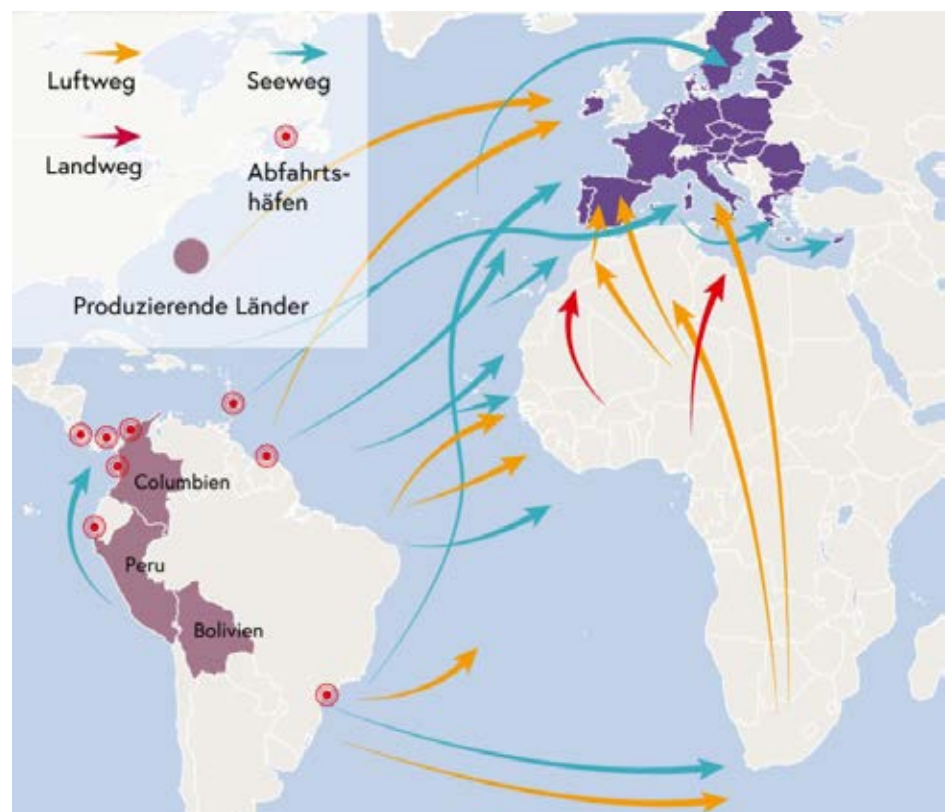 Luftweg
Seeweg
Landweg
Abfahrts-
häfen
Produzierende Länder
Columbien
Peru
Bolivien